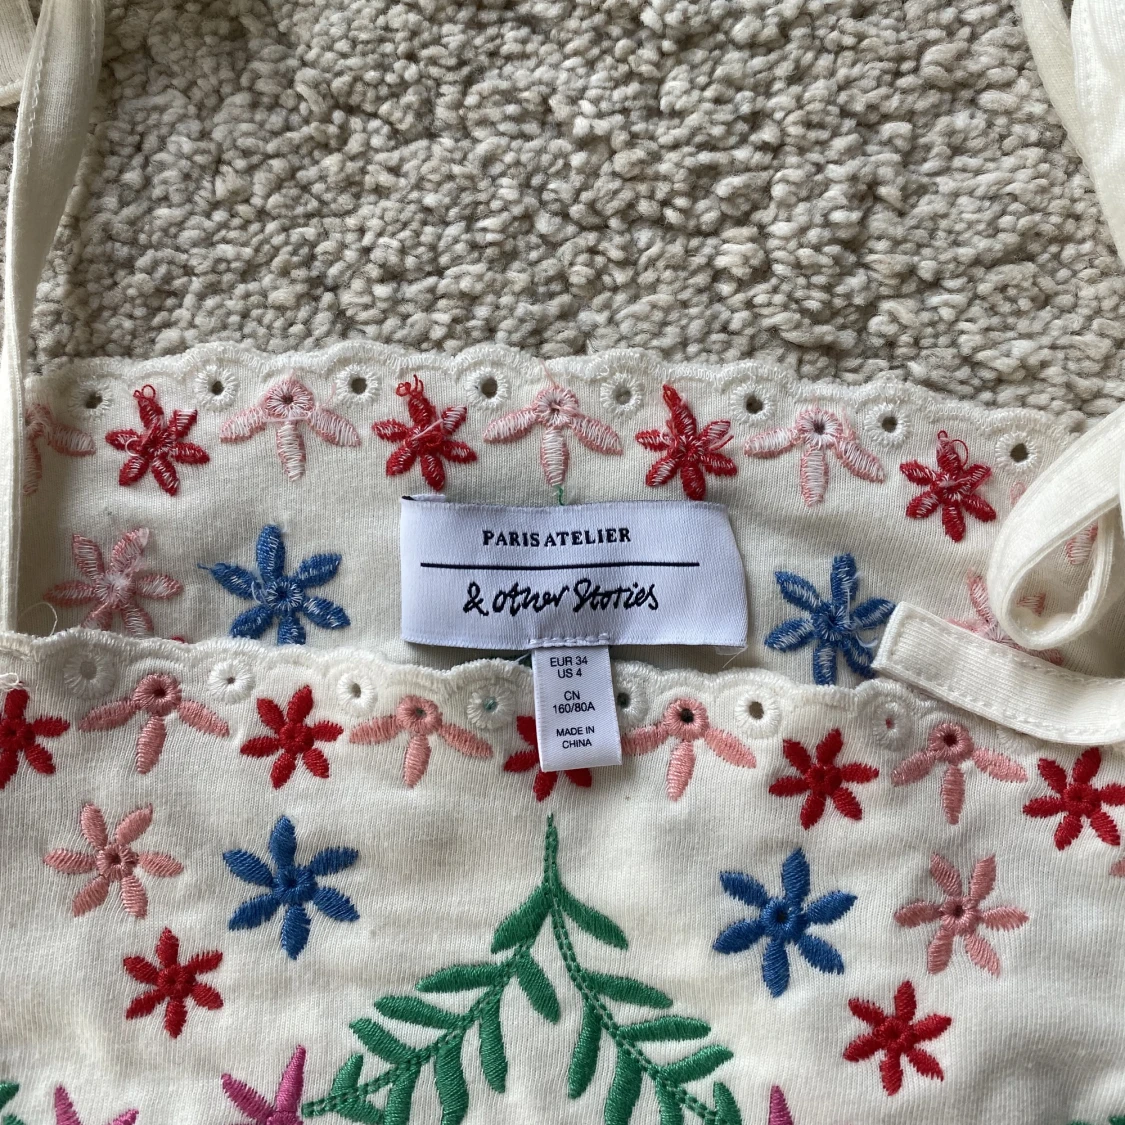 PARIS ATELIER
& other Stories
EUR 34
US 4
CN
160/80A
MADE IN
CHINA